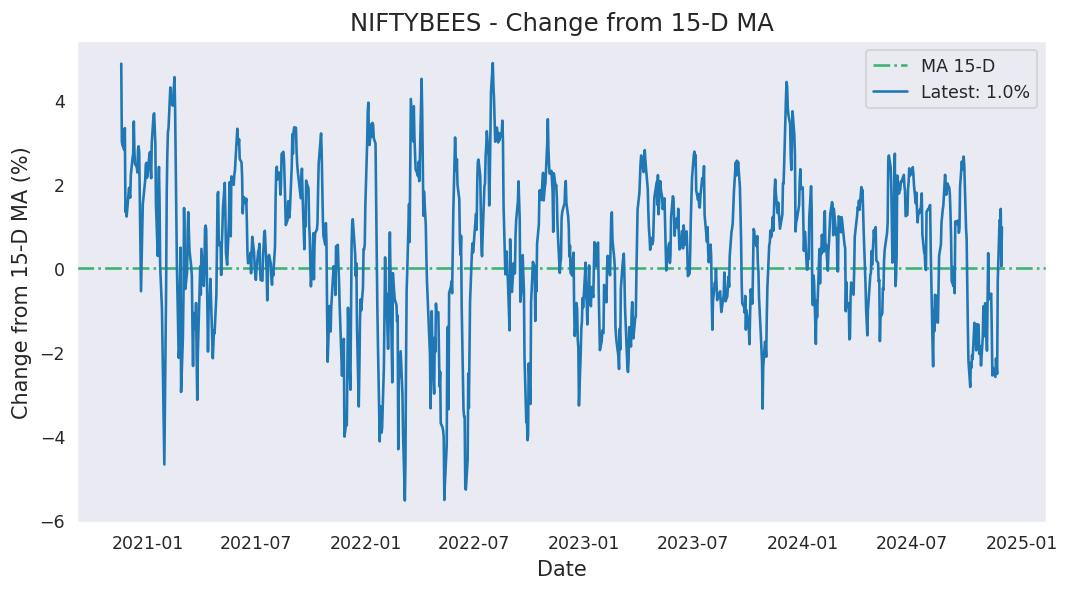 NIFTYBEES - Change from 15-D MA
MA 15-D
Latest: 1.0%
Change from 15-D MA (%)
4
2
0
−2
−4
−6
2021-01 2021-07 2022-01 2022-07 2023-01 2023-07 2024-01 2024-07 2025-01
Date